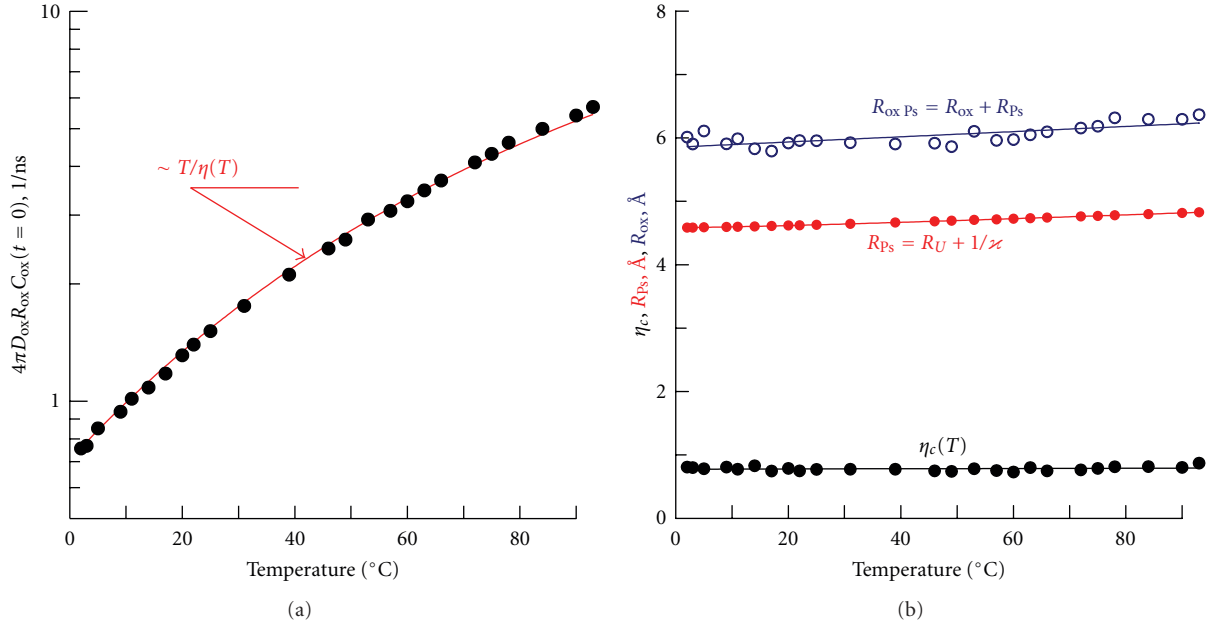 10
1
4πD_ox R_ox C_ox (t = 0), 1/ns
∼ T/η(T)
0
20
40
60
80
Temperature (°C)
(a)
8
6
4
2
0
η_c, R_Ps, Å, R_ox, Å
R_ox Ps = R_ox + R_Ps
R_Ps = R_U + 1/ϰ
η_c(T)
0
20
40
60
80
Temperature (°C)
(b)